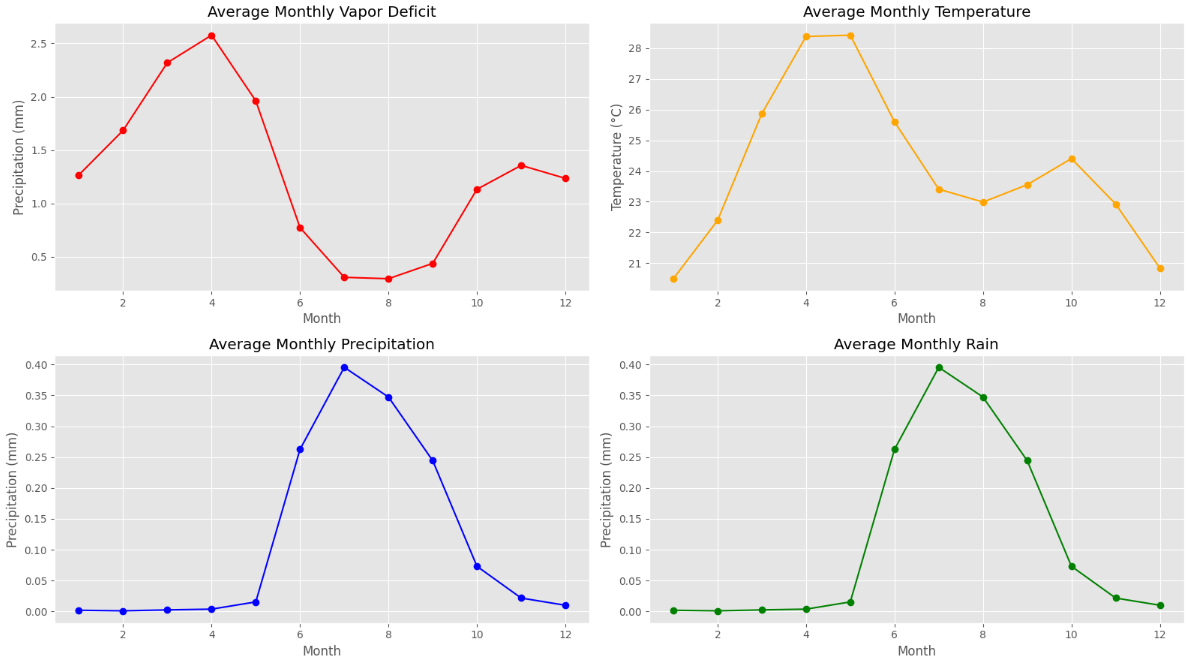 Average Monthly Vapor Deficit
Precipitation (mm)
2.5
2.0
1.5
1.0
0.5
2 4 6 8 10 12
Month
Average Monthly Temperature
Temperature (°C)
28
27
26
25
24
23
22
21
2 4 6 8 10 12
Month
Average Monthly Precipitation
Precipitation (mm)
0.40
0.35
0.30
0.25
0.20
0.15
0.10
0.05
0.00
2 4 6 8 10 12
Month
Average Monthly Rain
Precipitation (mm)
0.40
0.35
0.30
0.25
0.20
0.15
0.10
0.05
0.00
2 4 6 8 10 12
Month